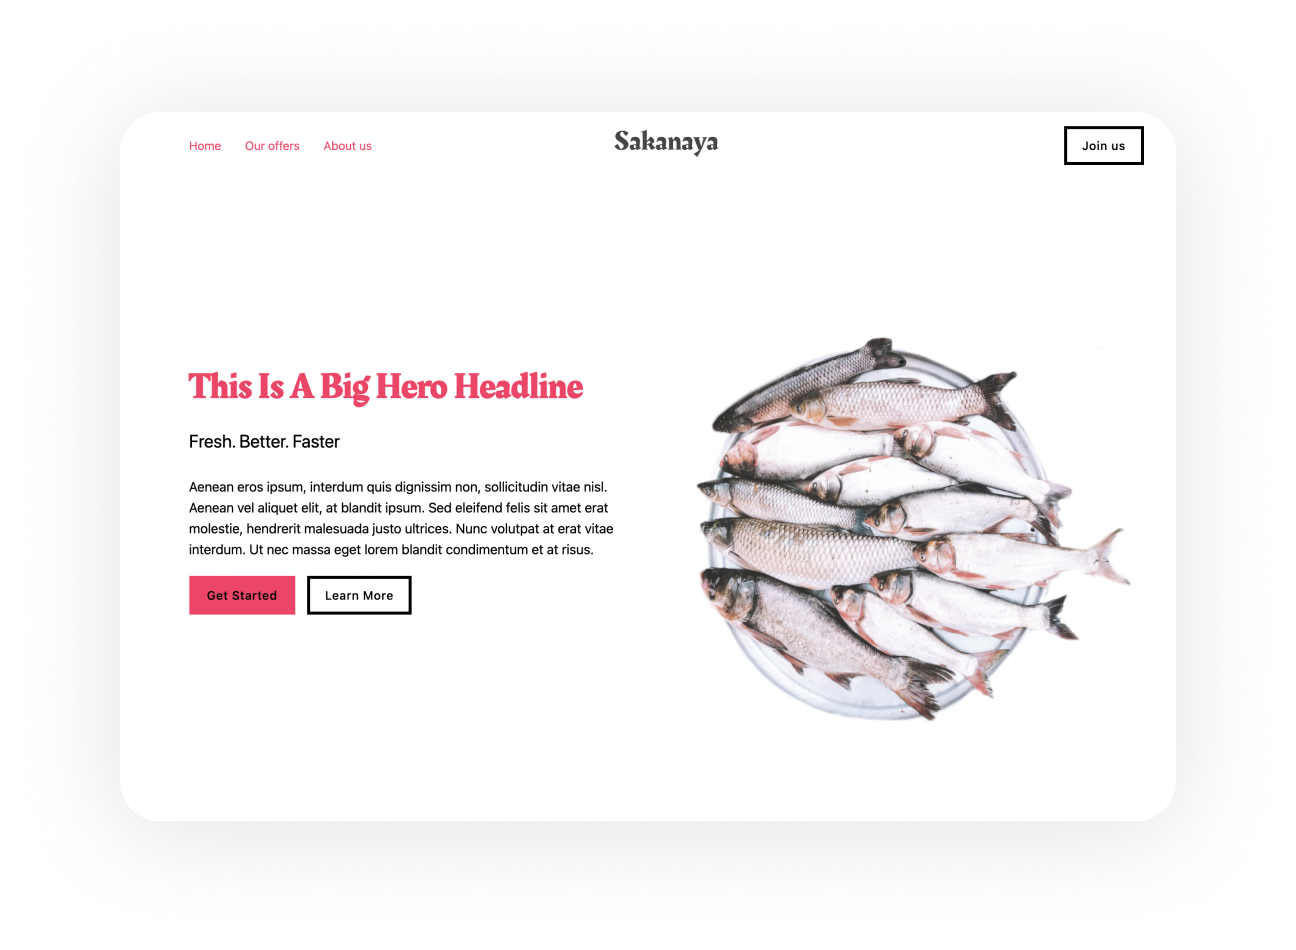 Home
Our offers
About us
Sakanaya
Join us
This Is A Big Hero Headline
Fresh. Better. Faster
Aenean eros ipsum, interdum quis dignissim non, sollicitudin vitae nisl.
Aenean vel aliquet elit, at blandit ipsum. Sed eleifend felis sit amet erat
molestie, hendrerit malesuada justo ultrices. Nunc volutpat at erat vitae
interdum. Ut nec massa eget lorem blandit condimentum et at risus.
Get Started
Learn More